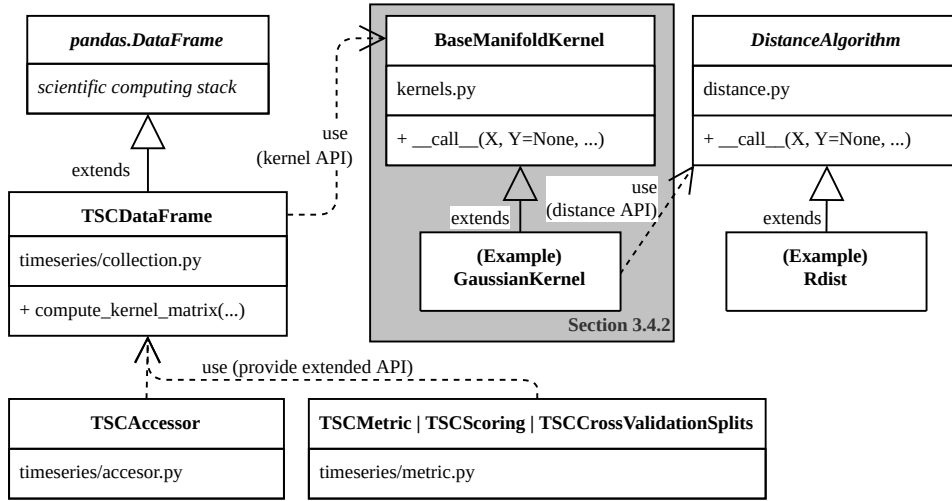 pandas.DataFrame
scientific computing stack
extends
TSCDataFrame
timeseries/collection.py
+ compute_kernel_matrix(...)
use
(kernel API)
BaseManifoldKernel
kernels.py
+ __call__(X, Y=None, ...)
extends
(Example)
GaussianKernel
Section 3.4.2
use
(distance API)
DistanceAlgorithm
distance.py
+ __call__(X, Y=None, ...)
extends
(Example)
Rdist
use (provide extended API)
TSCAccessor
timeseries/accesor.py
TSCMetric | TSCScoring | TSCCrossValidationSplits
timeseries/metric.py